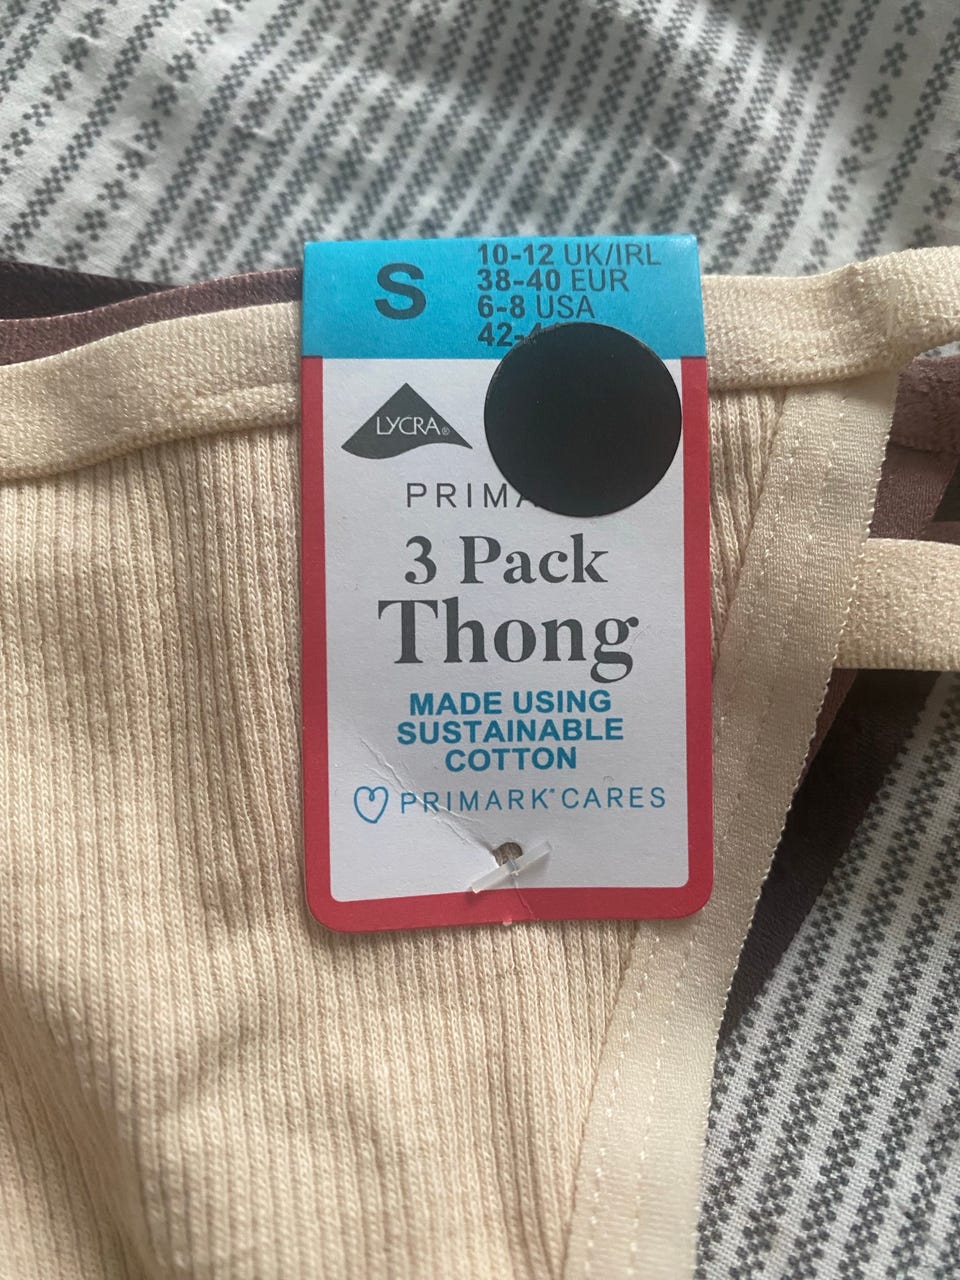 S
10-12 UK/IRL
38-40 EUR
6-8 USA
LYCRA®
3 Pack
Thong
MADE USING
SUSTAINABLE
COTTON
PRIMARK® CARES